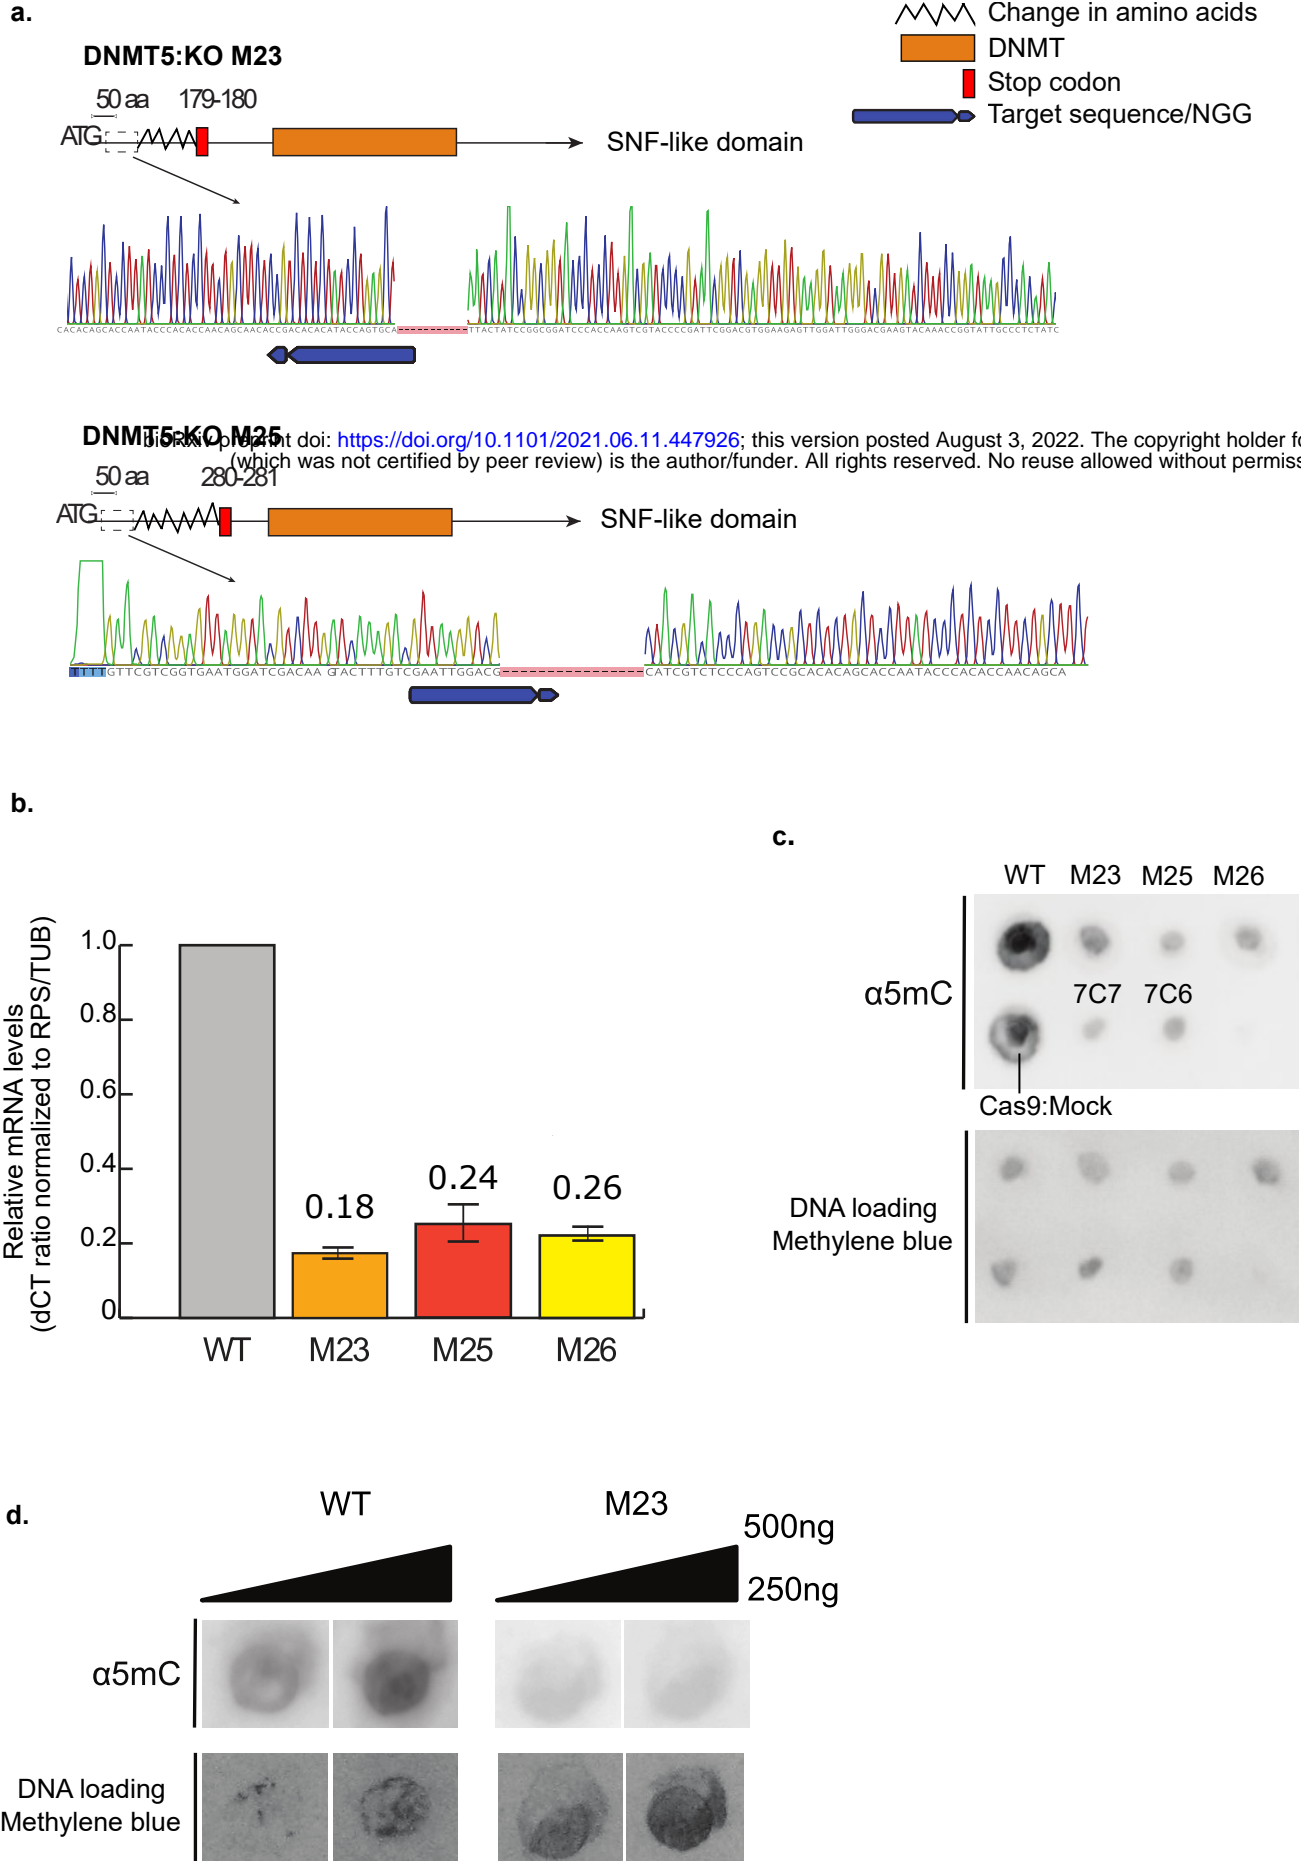 a.
Change in amino acids
DNMT
Stop codon
Target sequence/NGG
DNMT5:KO M23
50 aa 179-180
ATG
SNF-like domain
CACACAGCACCAATACCCACACCAACAGCAACACCGACACACATACCAGTGCA-----------TTACTATCCGGCGGATCCCACCAAGTCGTACCCCGATTCGGACGTGGAAGAGTTGGATTGGGACGAAGTACAAACCGGTATTGCCCTCTATC
DNMT5:KO M25
bioRxiv preprint doi: https://doi.org/10.1101/2021.06.11.447926; this version posted August 3, 2022. The copyright holder fo
(which was not certified by peer review) is the author/funder. All rights reserved. No reuse allowed without permiss
50 aa 280-281
ATG
SNF-like domain
TTTTGTTCGTCGGTGAATGGATCGACAA GTACTTTGTCGAATTGGACG----------------------CATCGTCTCCCAGTCCGCACACAGCACCAATACCCACACCAACAGCA
b.
Relative mRNA levels
(dCT ratio normalized to RPS/TUB)
1.0
0.8
0.6
0.4
0.2
0
0.18
0.24
0.26
WT M23 M25 M26
c.
WT M23 M25 M26
α5mC
7C7 7C6
Cas9:Mock
DNA loading
Methylene blue
d.
WT M23
500ng
250ng
α5mC
DNA loading
Methylene blue